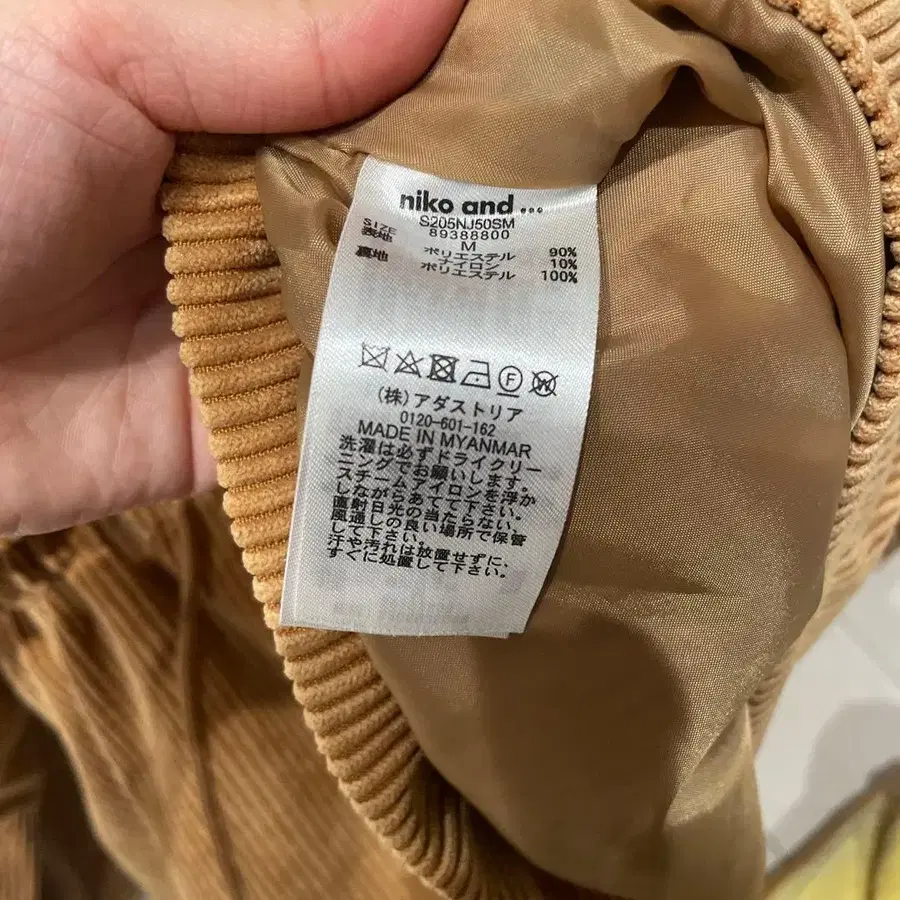 niko and ...
S205NJ50SM
89388800
SIZE M
表地 ポリエステル 90%
ナイロン 10%
裏地 ポリエステル 100%
F
W
(株)アダストリア
0120-601-162
MADE IN MYANMAR
洗濯は必ずドライクリー
ニングでお願いします。
スチームアイロンを浮か
しながらあて下さい。
直射日光の当たらない、
風通しの良い場所で保管
して下さい。
汗や汚れは放置せずに、
すぐに処置して下さい。